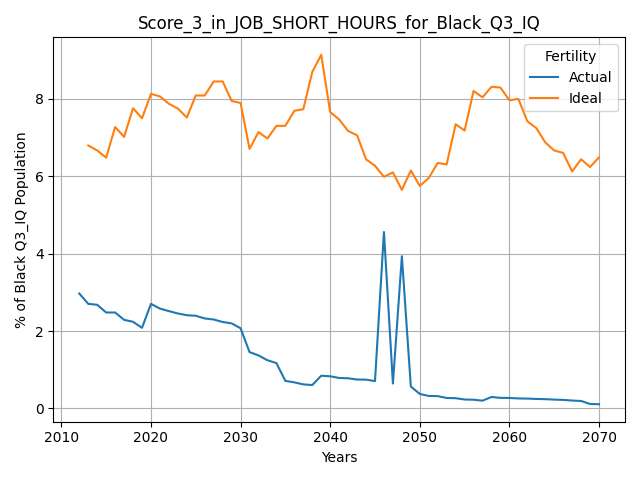 Score_3_in_JOB_SHORT_HOURS_for_Black_Q3_IQ
Fertility
Actual
Ideal
% of Black Q3_IQ Population
8
6
4
2
0
2010 2020 2030 2040 2050 2060 2070
Years